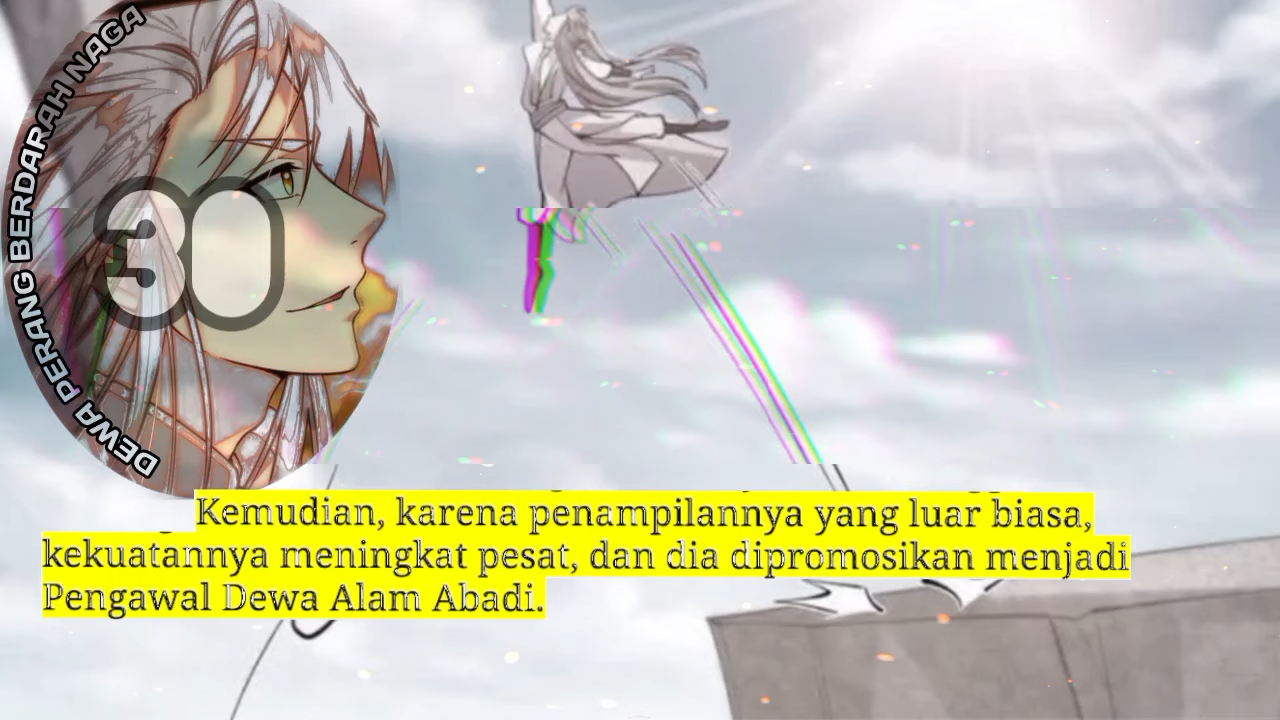 DEWA PERANG BERDARAH NAGA
30
Kemudian, karena penampilannya yang luar biasa,
kekuatannya meningkat pesat, dan dia dipromosikan menjadi
Pengawal Dewa Alam Abadi.